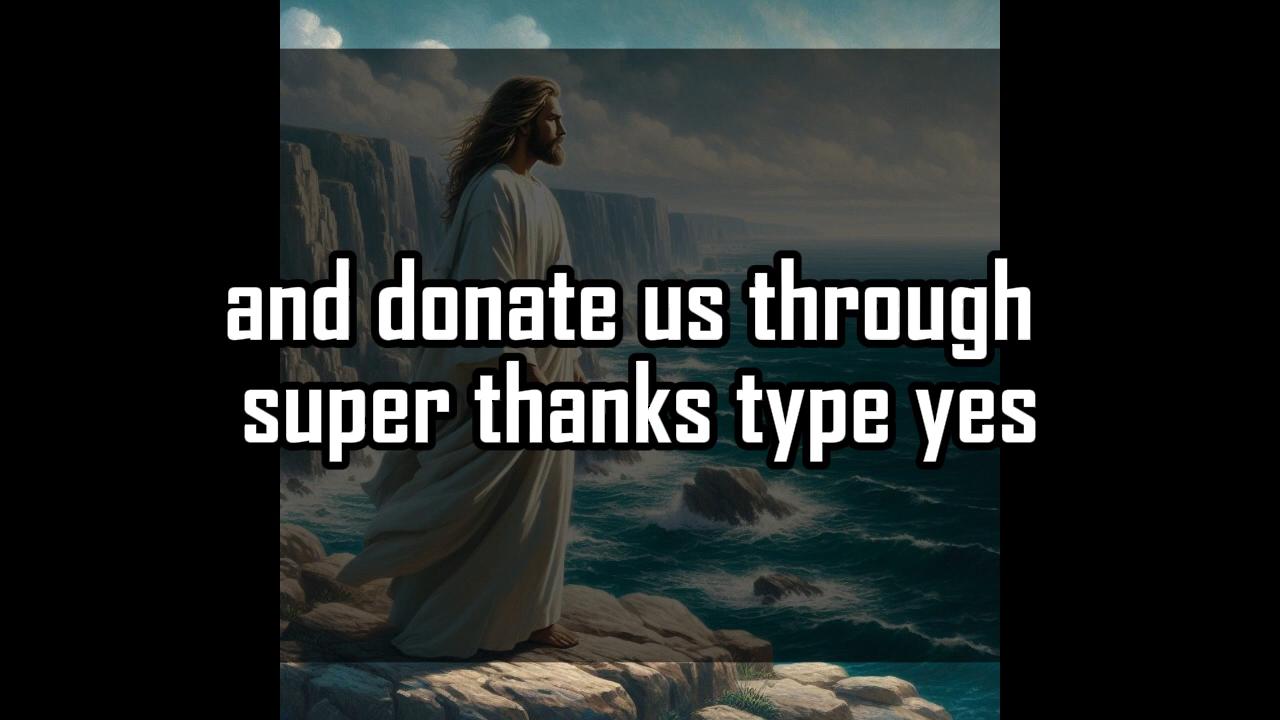 and donate us through
super thanks type yes